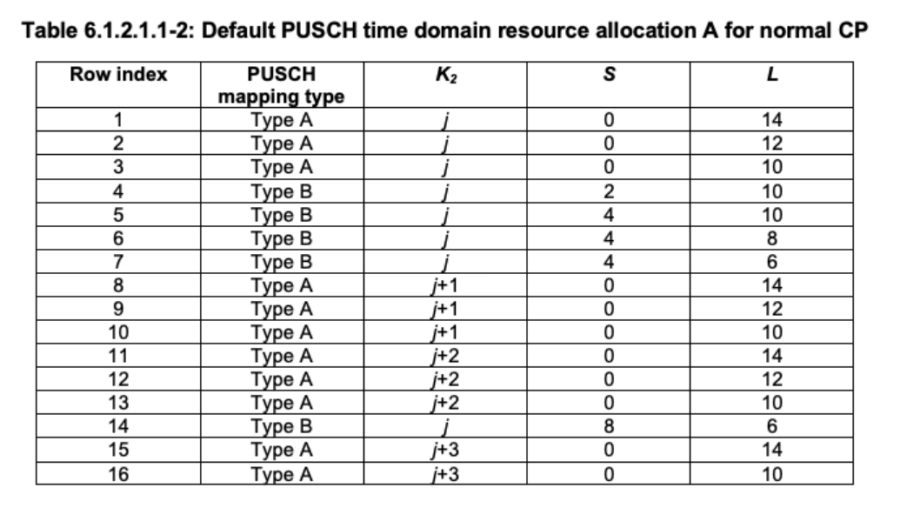 Table 6.1.2.1.1-2: Default PUSCH time domain resource allocation A for normal CP
Row index PUSCH mapping type K₂ S L
1 Type A j 0 14
2 Type A j 0 12
3 Type A j 0 10
4 Type B j 2 10
5 Type B j 4 10
6 Type B j 4 8
7 Type B j 4 6
8 Type A j+1 0 14
9 Type A j+1 0 12
10 Type A j+1 0 10
11 Type A j+2 0 14
12 Type A j+2 0 12
13 Type A j+2 0 10
14 Type B j 8 6
15 Type A j+3 0 14
16 Type A j+3 0 10